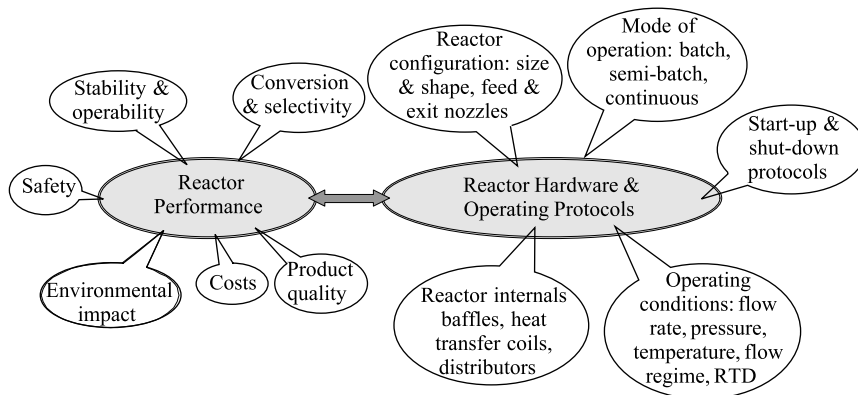 Stability &
operability
Conversion
& selectivity
Safety
Reactor
Performance
Environmental
impact
Costs
Product
quality
Reactor
configuration: size
& shape, feed &
exit nozzles
Mode of
operation: batch,
semi-batch,
continuous
Start-up &
shut-down
protocols
Reactor Hardware &
Operating Protocols
Reactor internals
baffles, heat
transfer coils,
distributors
Operating
conditions: flow
rate, pressure,
temperature, flow
regime, RTD